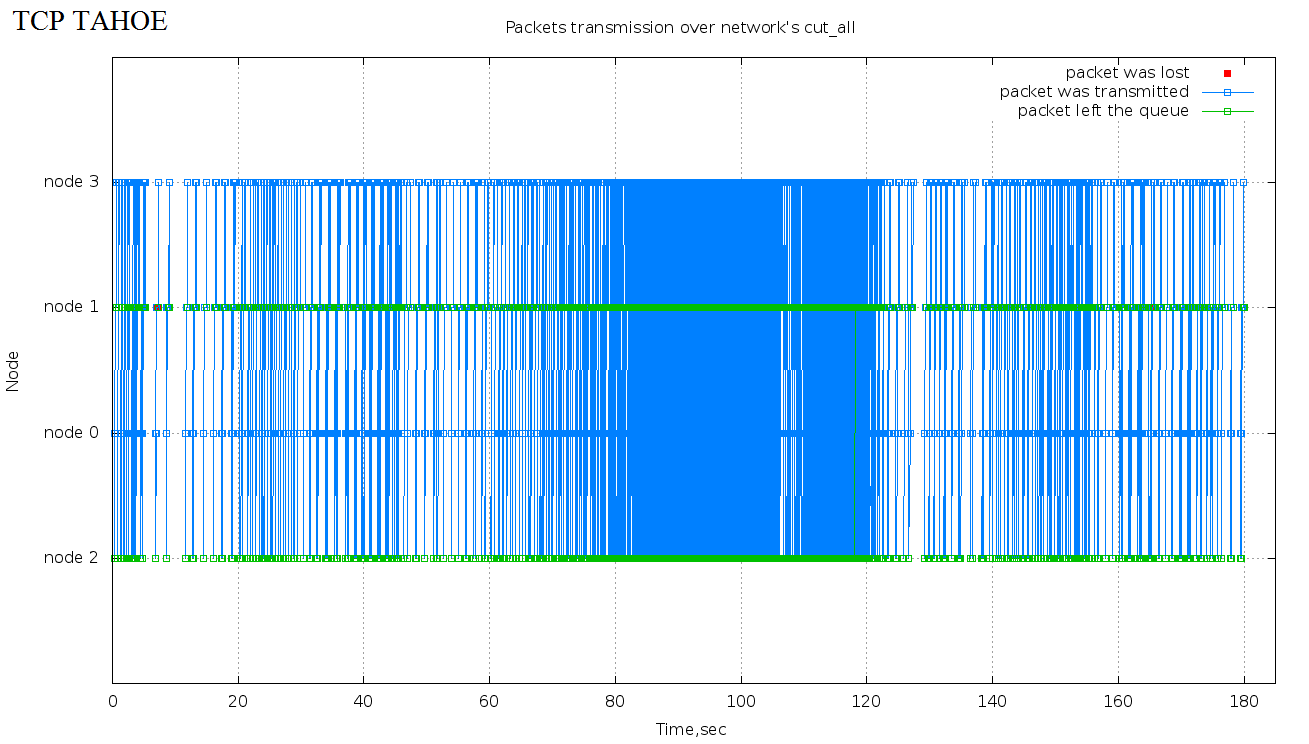 TCP TAHOE
Packets transmission over network's cut_all
packet was lost
packet was transmitted
packet left the queue
node 3
node 1
node 0
node 2
Node
0 20 40 60 80 100 120 140 160 180
Time,sec